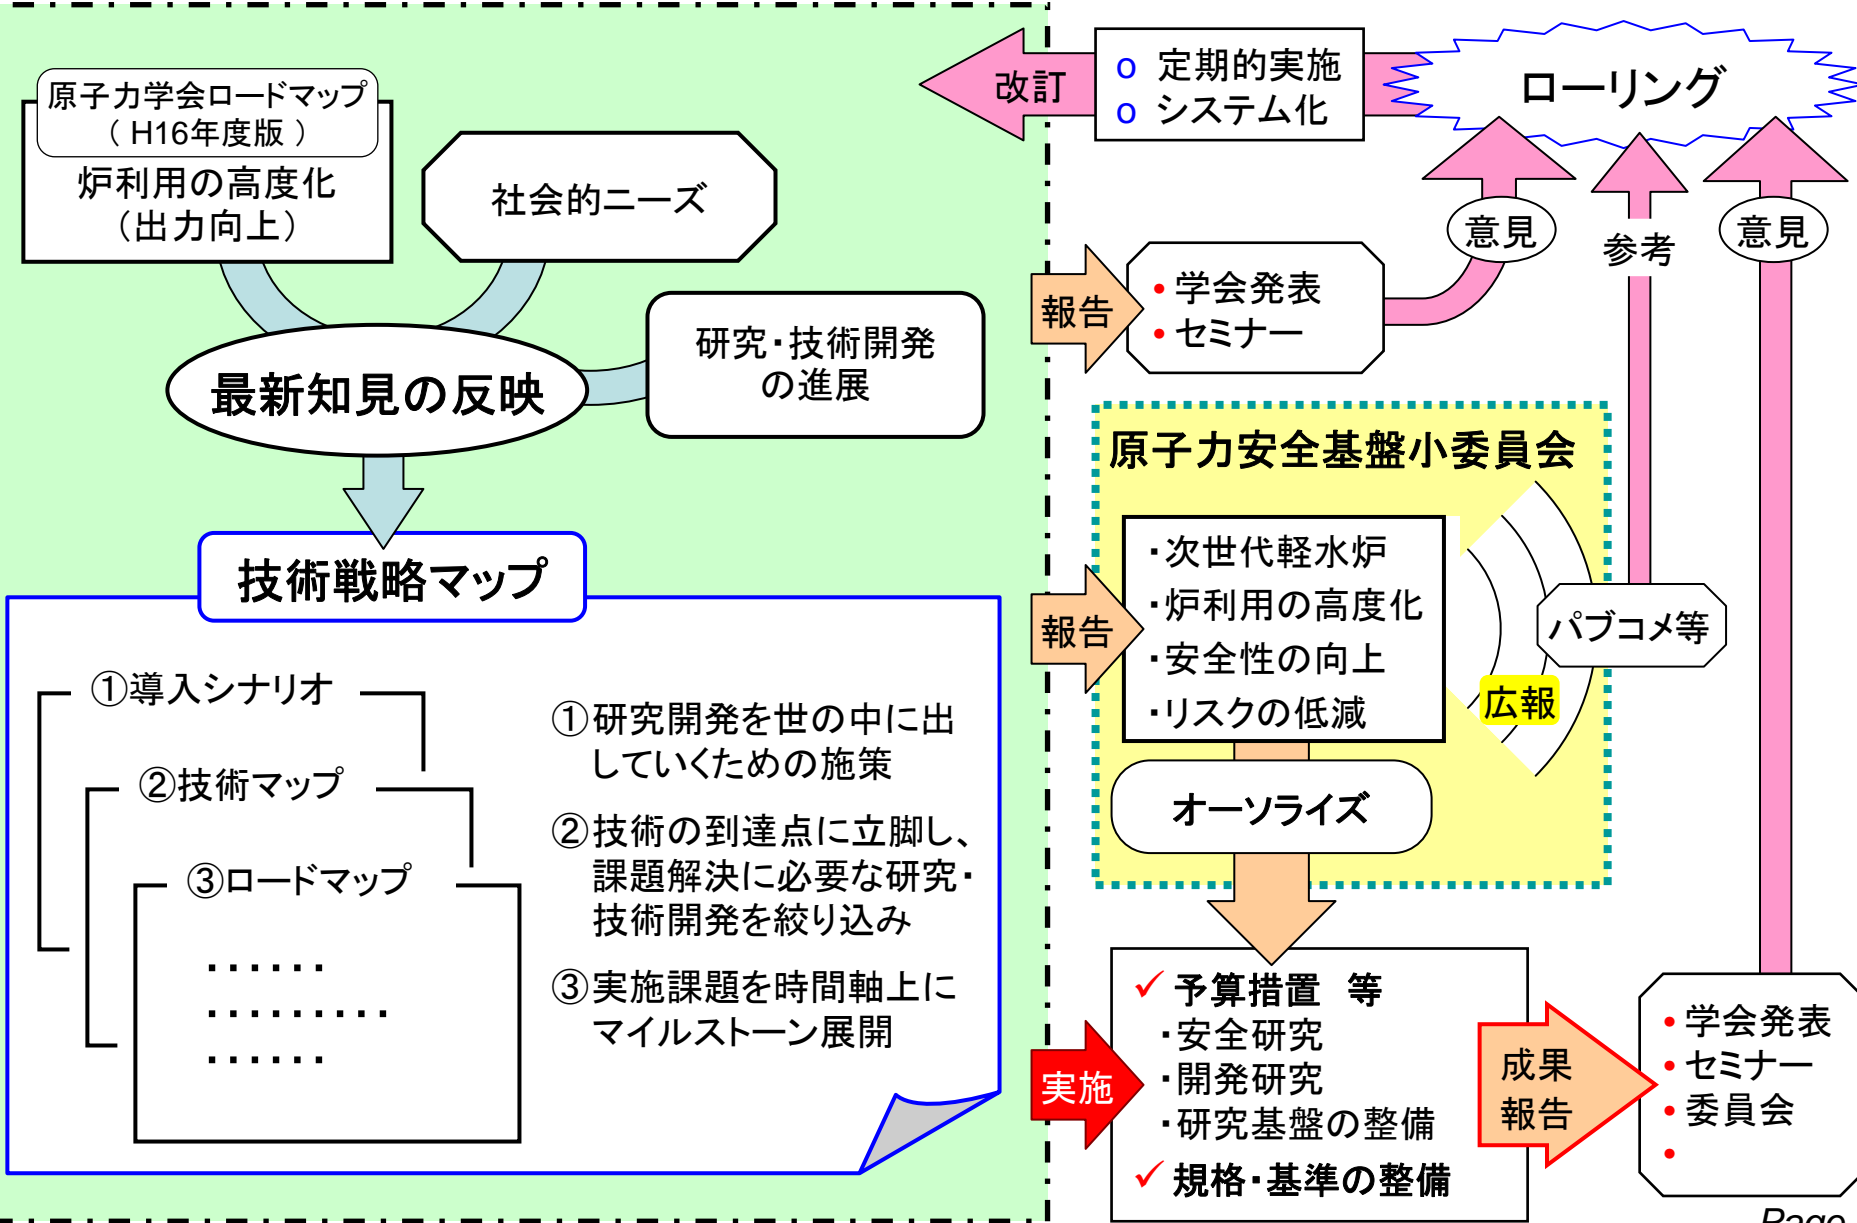 原子力学会ロードマップ
（ H16年度版 ）
炉利用の高度化
（出力向上）
社会的ニーズ
研究・技術開発
の進展
最新知見の反映
技術戦略マップ
①導入シナリオ
②技術マップ
③ロードマップ
・・・・・・
・・・・・・・・・
・・・・・・
①研究開発を世の中に出
していくための施策
②技術の到達点に立脚し、
課題解決に必要な研究・
技術開発を絞り込み
③実施課題を時間軸上に
マイルストーン展開
改訂
o 定期的実施
o システム化
ローリング
報告
• 学会発表
• セミナー
意見
参考
意見
原子力安全基盤小委員会
報告
・次世代軽水炉
・炉利用の高度化
・安全性の向上
・リスクの低減
広報
パブコメ等
オーソライズ
実施
✓ 予算措置　等
・安全研究
・開発研究
・研究基盤の整備
✓ 規格・基準の整備
成果
報告
• 学会発表
• セミナー
• 委員会
•
Page